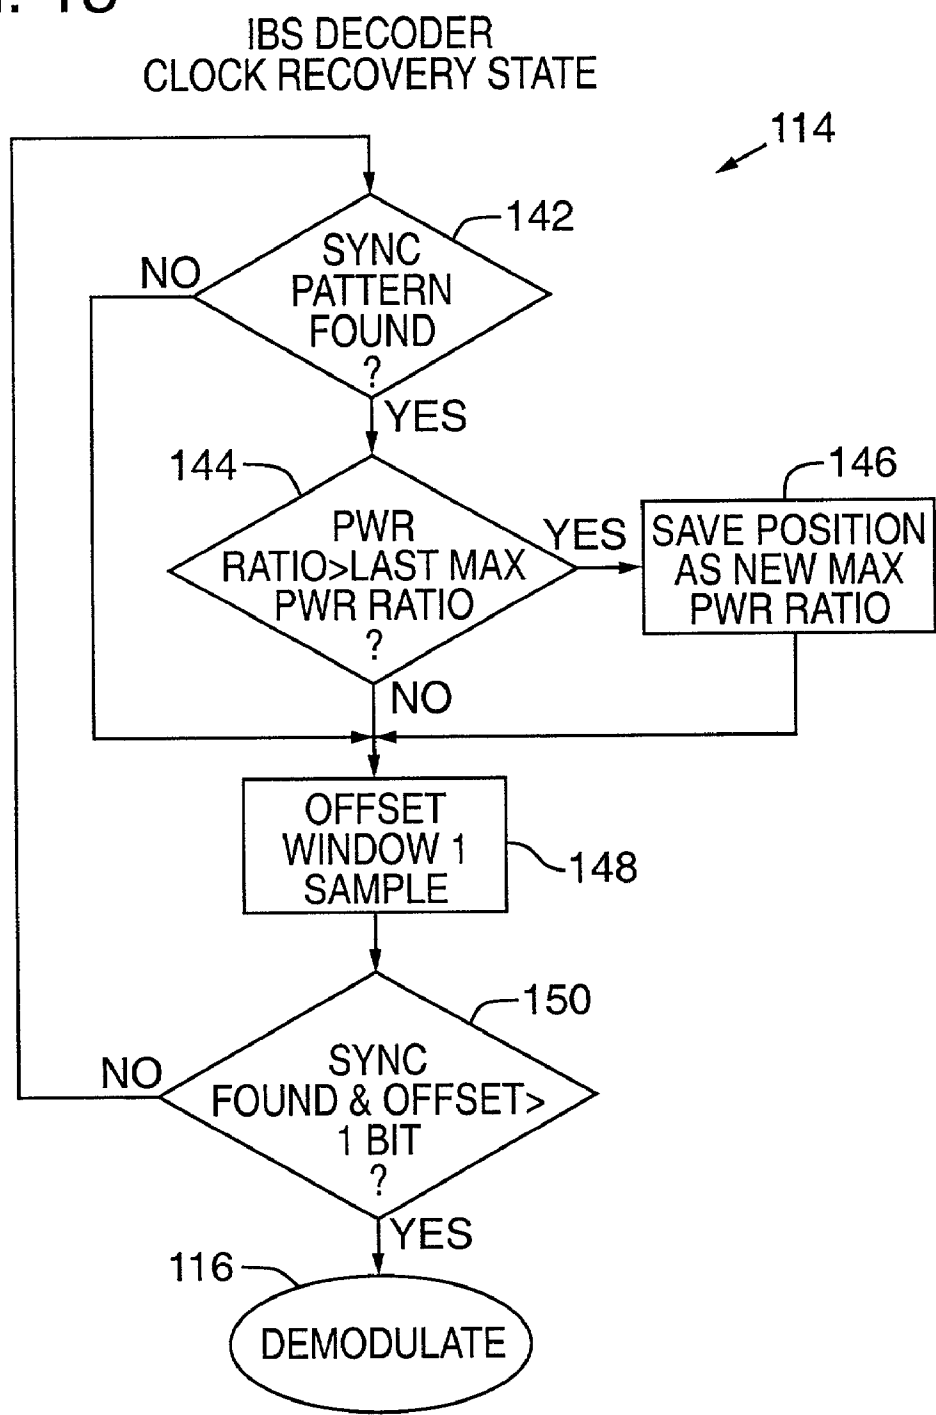 IBS DECODER
CLOCK RECOVERY STATE
114
142
SYNC
PATTERN
FOUND
?
NO
YES
144
PWR
RATIO>LAST MAX
PWR RATIO
?
YES
146
SAVE POSITION
AS NEW MAX
PWR RATIO
NO
OFFSET
WINDOW 1
SAMPLE
148
150
SYNC
FOUND & OFFSET>
1 BIT
?
NO
YES
116
DEMODULATE